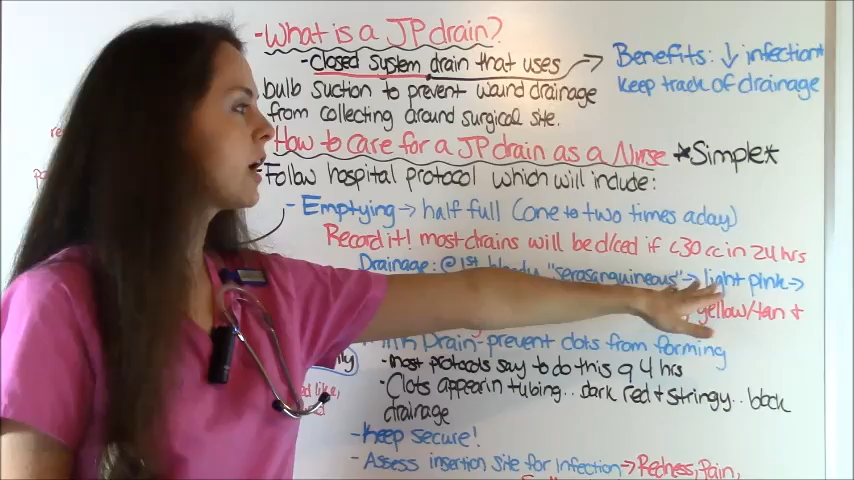 -What is a JP drain?
-closed system drain that uses
bulb suction to prevent wound drainage
from collecting around surgical site.
Benefits: ↓ infection
keep track of drainage
How to care for a JP drain as a Nurse *Simple*
Follow hospital protocol which will include:
- Emptying → half full (one to two times a day)
Record it! most drains will be d/ced if <30 cc in 24 hrs
Drainage: @ 1st bloody "serosanguineous" → light pink →
yellow/tan +
Drain-prevent clots from forming
-most protocols say to do this q 4 hrs
-Clots appear in tubing.. dark red & stringy.. block
drainage
-Keep secure!
- Assess insertion site for infection → Redness, Pain,